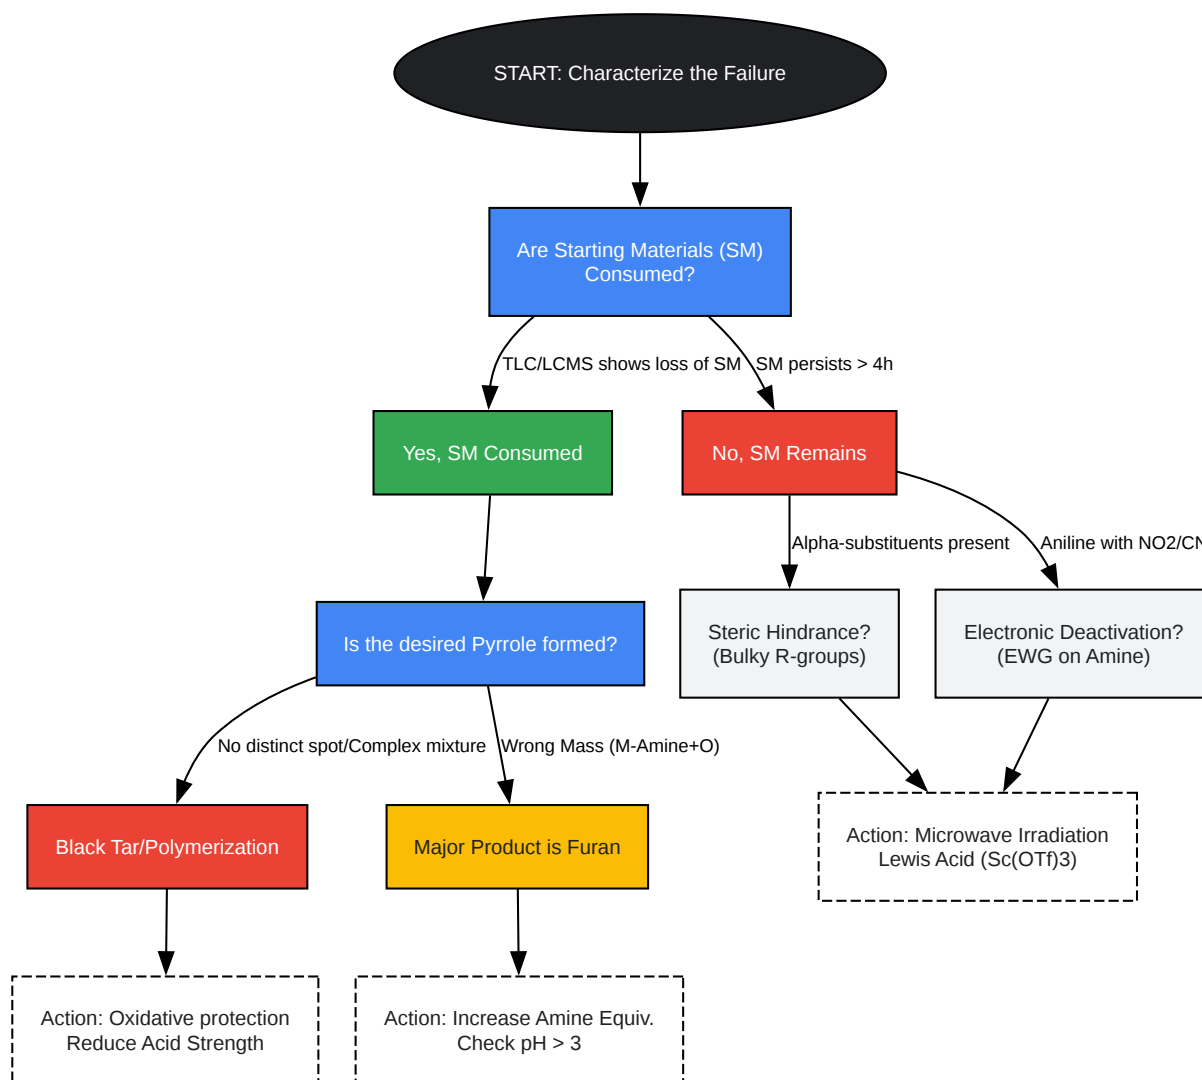 START: Characterize the Failure
Are Starting Materials (SM)
Consumed?
TLC/LCMS shows loss of SM
SM persists > 4h
Yes, SM Consumed
No, SM Remains
Alpha-substituents present
Aniline with NO2/CN
Is the desired Pyrrole formed?
Steric Hindrance?
(Bulky R-groups)
Electronic Deactivation?
(EWG on Amine)
No distinct spot/Complex mixture
Wrong Mass (M-Amine+O)
Black Tar/Polymerization
Major Product is Furan
Action: Microwave Irradiation
Lewis Acid (Sc(OTf)3)
Action: Oxidative protection
Reduce Acid Strength
Action: Increase Amine Equiv.
Check pH > 3